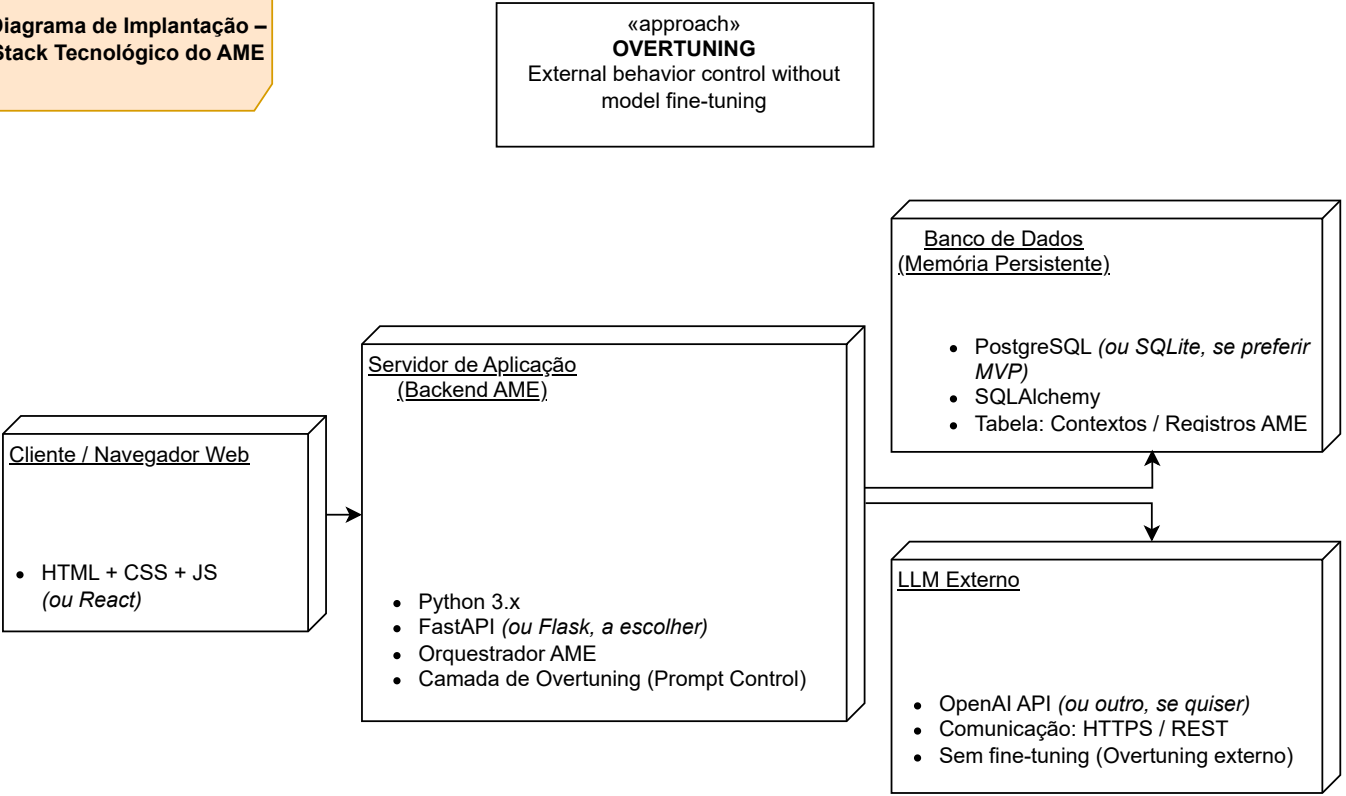 Diagrama de Implantação –
Stack Tecnológico do AME
«approach»
OVERTUNING
External behavior control without
model fine-tuning
Banco de Dados
(Memória Persistente)
• PostgreSQL (ou SQLite, se preferir
MVP)
• SQLAlchemy
• Tabela: Contextos / Registros AME
Servidor de Aplicação
(Backend AME)
• Python 3.x
• FastAPI (ou Flask, a escolher)
• Orquestrador AME
• Camada de Overtuning (Prompt Control)
Cliente / Navegador Web
• HTML + CSS + JS
(ou React)
LLM Externo
• OpenAI API (ou outro, se quiser)
• Comunicação: HTTPS / REST
• Sem fine-tuning (Overtuning externo)